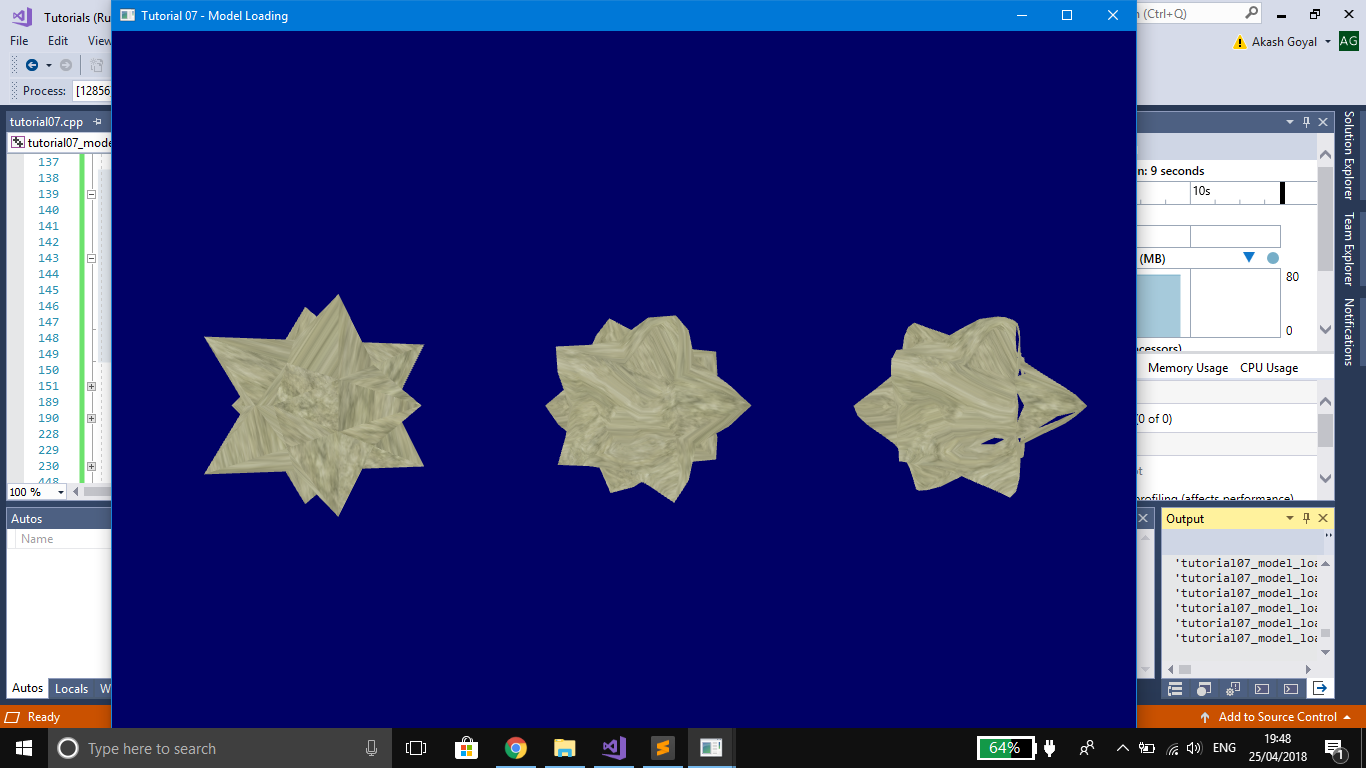 Tutorials (Ru
Tutorial 07 - Model Loading
(Ctrl+Q)
File Edit View
Akash Goyal AG
Process: [12856
tutorial07.cpp
tutorial07_mode
137
138
139
140
141
142
143
144
145
146
147
148
149
150
151
189
190
228
229
230
448
100 %
n: 9 seconds
10s
(MB)
80
0
Memory Usage CPU Usage
(0 of 0)
profiling (affects performance)
Solution Explorer
Team Explorer
Notifications
Autos
Name
Autos Locals W
Output
'tutorial07_model_loa
'tutorial07_model_loa
'tutorial07_model_loa
'tutorial07_model_loa
'tutorial07_model_loa
'tutorial07_model_loa
Ready
Add to Source Control
Type here to search
64%
ENG
19:48
25/04/2018
1